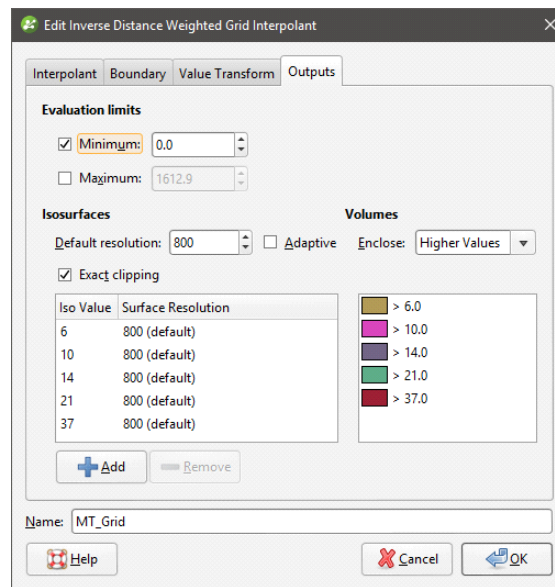 Edit Inverse Distance Weighted Grid Interpolant
Interpolant Boundary Value Transform Outputs
Evaluation limits
Minimum: 0.0
Maximum: 1612.9
Isosurfaces Volumes
Default resolution: 800 Adaptive Enclose: Higher Values
Exact clipping
Iso Value Surface Resolution
6 800 (default) > 6.0
10 800 (default) > 10.0
14 800 (default) > 14.0
21 800 (default) > 21.0
37 800 (default) > 37.0
Add Remove
Name: MT_Grid
Help Cancel OK